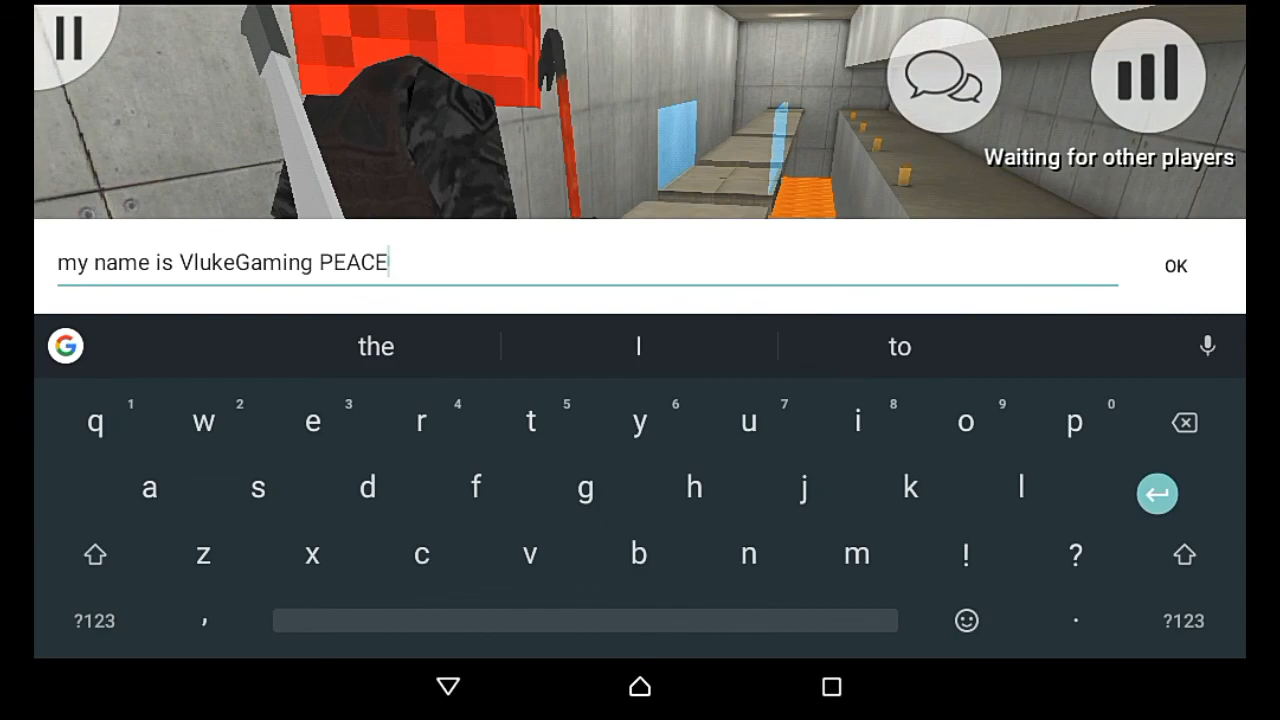 Waiting for other players
my name is VlukeGaming PEACE
OK
the I to
1 2 3 4 5 6 7 8 9 0
q w e r t y u i o p
a s d f g h j k l
z x c v b n m ! ?
?123 , . ?123